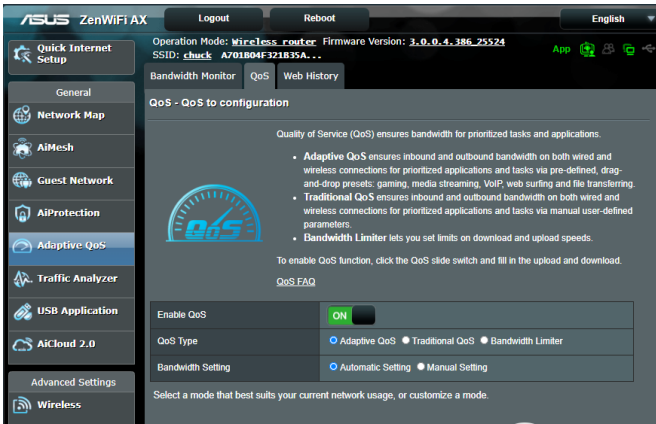 ASUS ZenWiFi AX Logout Reboot English
Quick Internet Setup
Operation Mode: Wireless router Firmware Version: 3.0.0.4.386_25524
SSID: chuck A701B04F321B35A...
App
Bandwidth Monitor QoS Web History
General
Network Map
AiMesh
Guest Network
AiProtection
Adaptive QoS
Traffic Analyzer
USB Application
AiCloud 2.0
Advanced Settings
Wireless
QoS - QoS to configuration
QoS
Quality of Service (QoS) ensures bandwidth for prioritized tasks and applications.
• Adaptive QoS ensures inbound and outbound bandwidth on both wired and
wireless connections for prioritized applications and tasks via pre-defined, drag-
and-drop presets: gaming, media streaming, VoIP, web surfing and file transferring.
• Traditional QoS ensures inbound and outbound bandwidth on both wired and
wireless connections for prioritized applications and tasks via manual user-defined
parameters.
• Bandwidth Limiter lets you set limits on download and upload speeds.
To enable QoS function, click the QoS slide switch and fill in the upload and download.
QoS FAQ
Enable QoS ON
QoS Type Adaptive QoS Traditional QoS Bandwidth Limiter
Bandwidth Setting Automatic Setting Manual Setting
Select a mode that best suits your current network usage, or customize a mode.